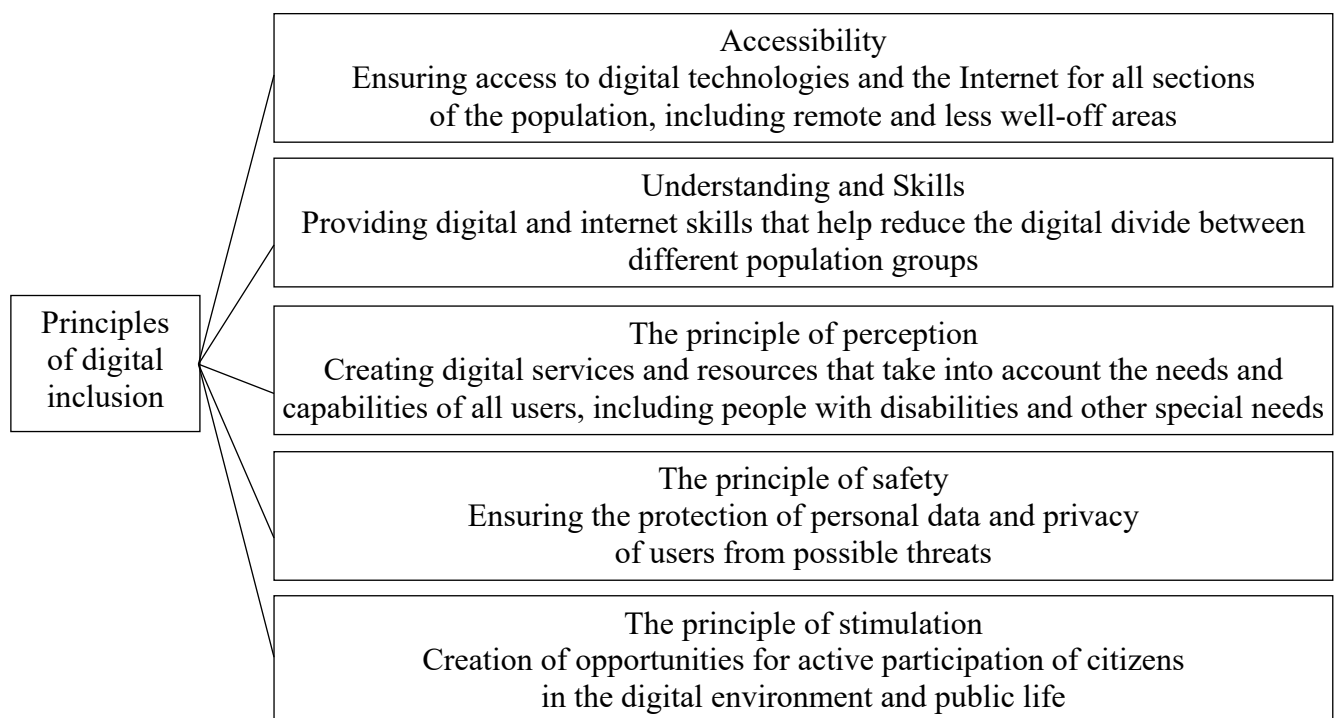 Principles
of digital
inclusion
Accessibility
Ensuring access to digital technologies and the Internet for all sections
of the population, including remote and less well-off areas
Understanding and Skills
Providing digital and internet skills that help reduce the digital divide between
different population groups
The principle of perception
Creating digital services and resources that take into account the needs and
capabilities of all users, including people with disabilities and other special needs
The principle of safety
Ensuring the protection of personal data and privacy
of users from possible threats
The principle of stimulation
Creation of opportunities for active participation of citizens
in the digital environment and public life